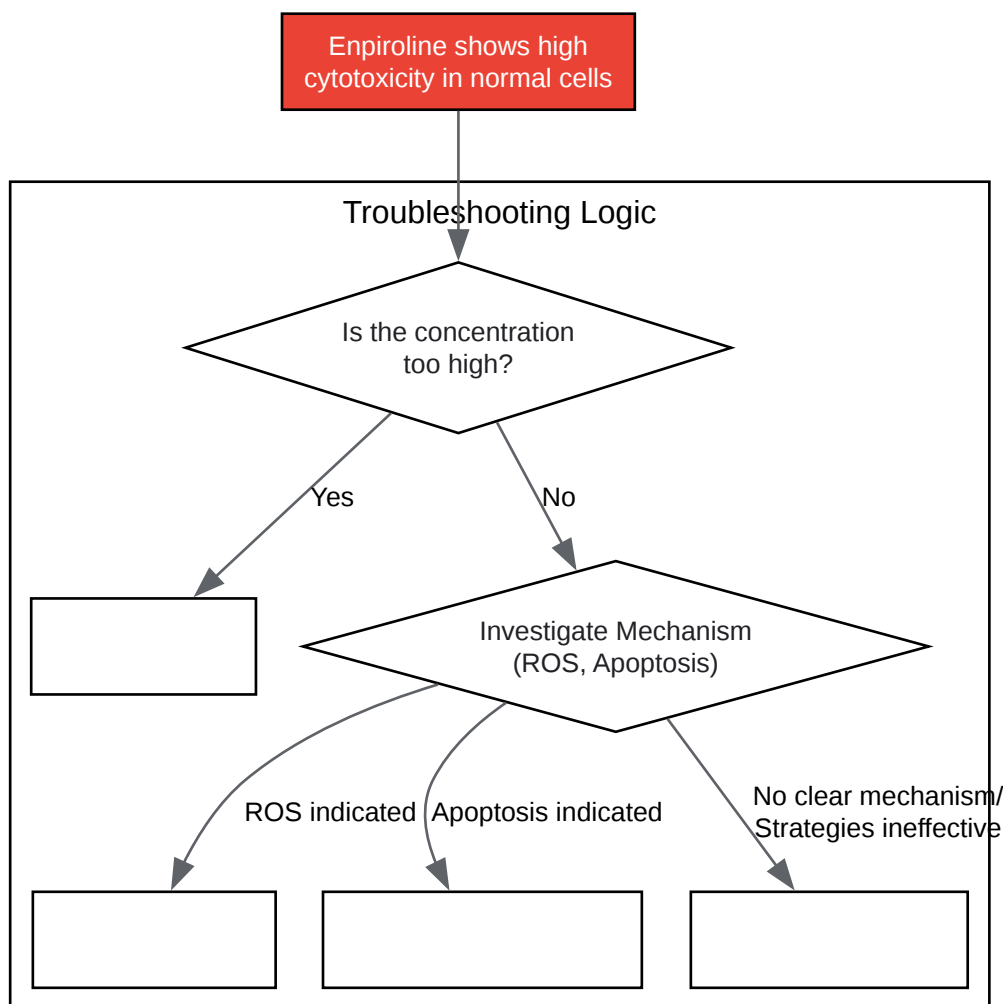 Enpiroline shows high
cytotoxicity in normal cells
Troubleshooting Logic
Is the concentration
too high?
Yes
No
Investigate Mechanism
(ROS, Apoptosis)
ROS indicated
Apoptosis indicated
No clear mechanism/
Strategies ineffective